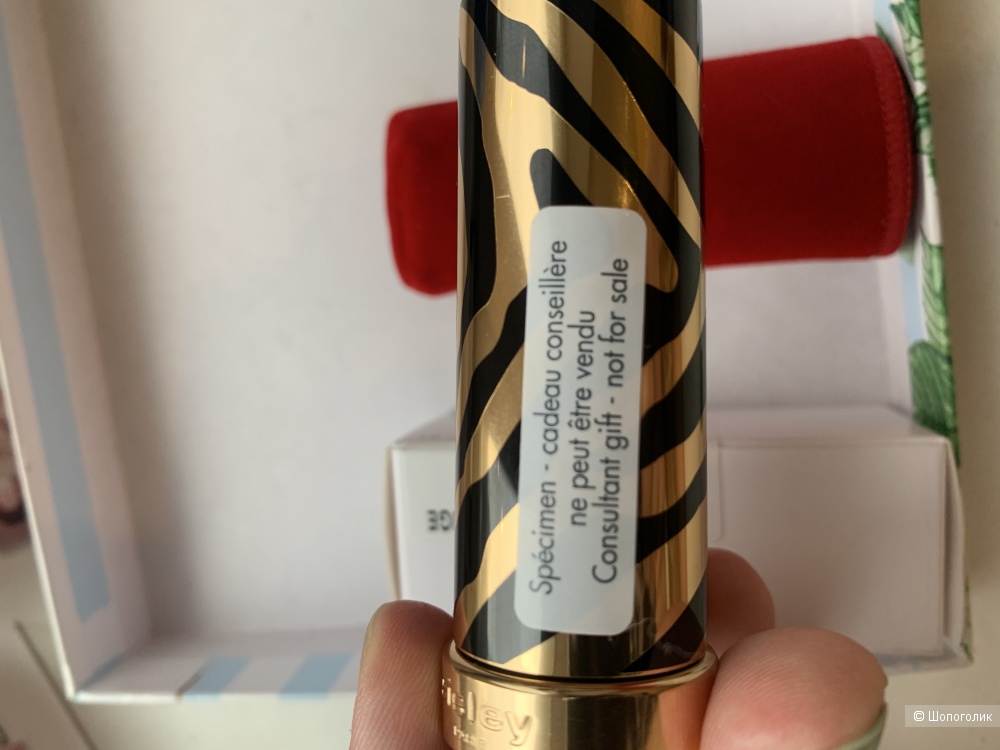 Spécimen - cadeau conseillère
ne peut être vendu
Consultant gift - not for sale
© Шопоголик